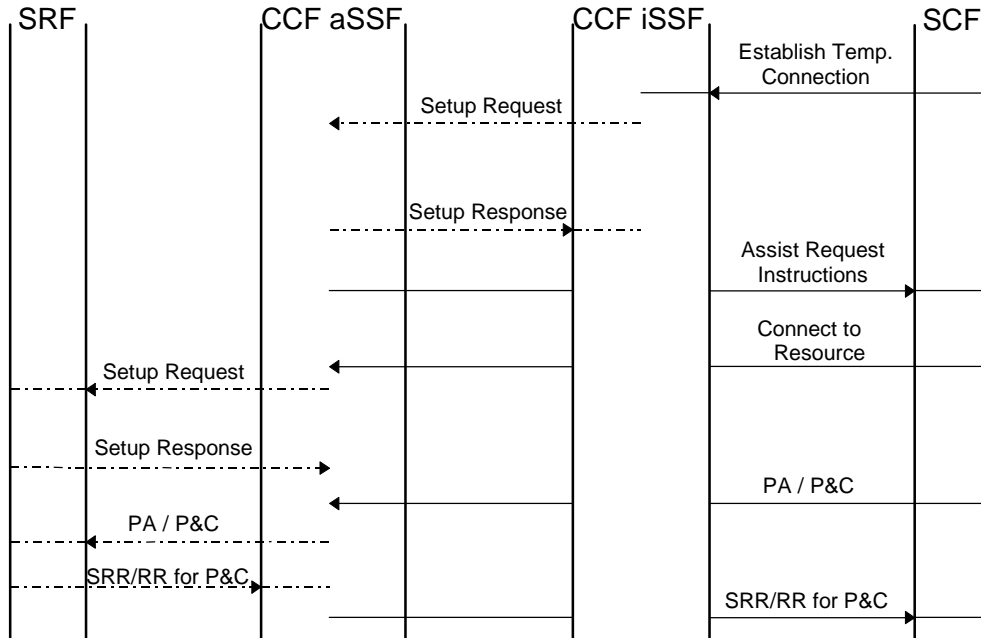 SRF CCF aSSF CCF iSSF SCF
Establish Temp.
Connection
Setup Request
Setup Response
Assist Request
Instructions
Connect to
Resource
Setup Request
Setup Response
PA / P&C
PA / P&C
SRR/RR for P&C
SRR/RR for P&C